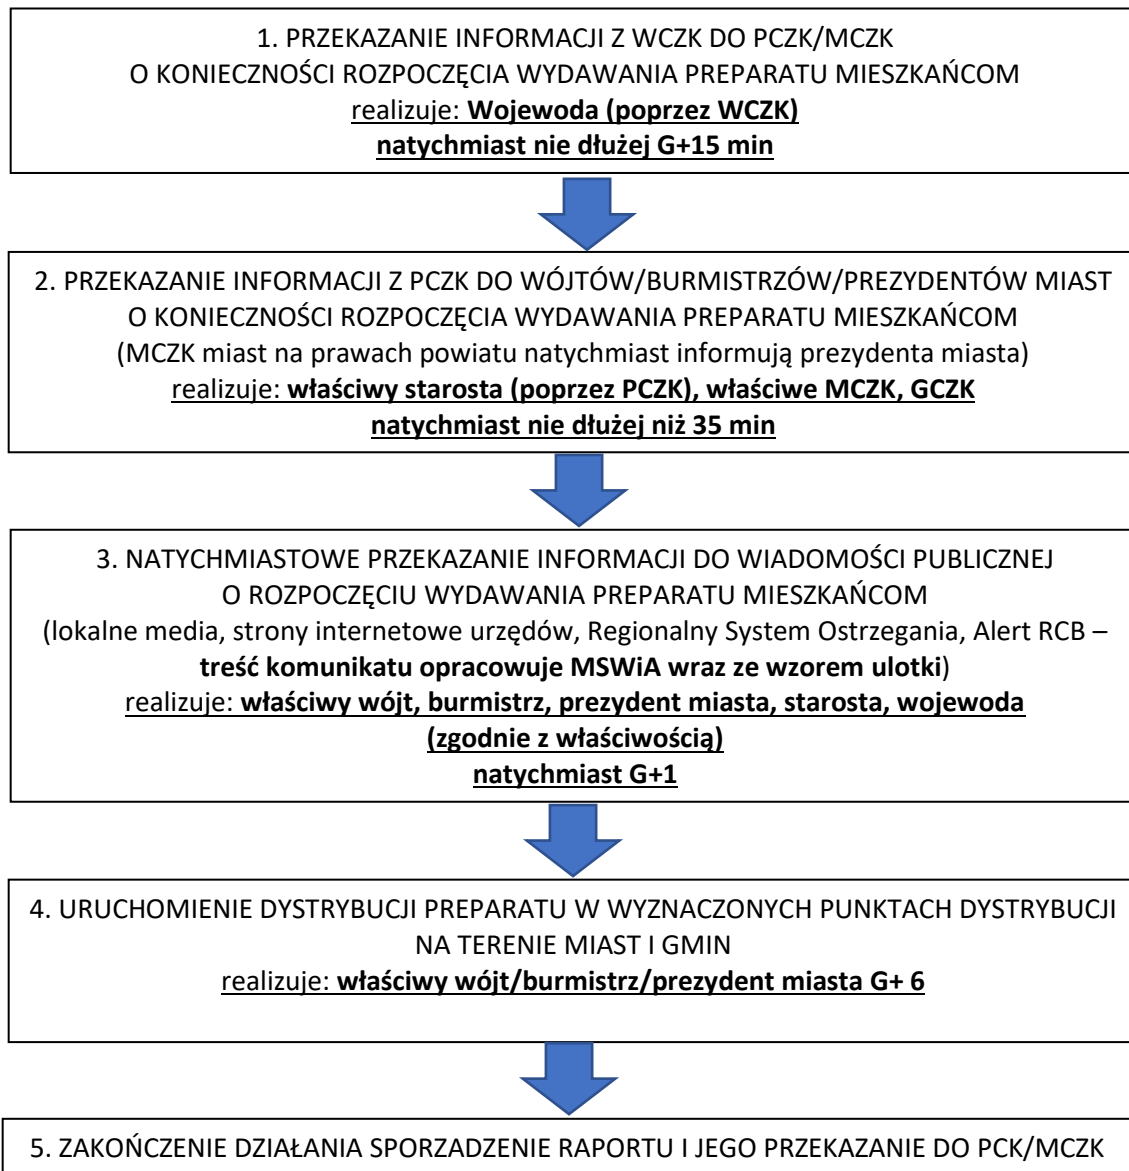 1. PRZEKAZANIE INFORMACJI Z WCZK DO PCZK/MCZK
O KONIECZNOŚCI ROZPOCZĘCIA WYDAWANIA PREPARATU MIESZKAŃCOM
realizuje: Wojewoda (poprzez WCZK)
natychmiast nie dłużej G+15 min
2. PRZEKAZANIE INFORMACJI Z PCZK DO WÓJTÓW/BURMISTRZÓW/PREZYDENTÓW MIAST
O KONIECZNOŚCI ROZPOCZĘCIA WYDAWANIA PREPARATU MIESZKAŃCOM
(MCZK miast na prawach powiatu natychmiast informują prezydenta miasta)
realizuje: właściwy starosta (poprzez PCZK), właściwe MCZK, GCZK
natychmiast nie dłużej niż 35 min
3. NATYCHMIASTOWE PRZEKAZANIE INFORMACJI DO WIADOMOŚCI PUBLICZNEJ
O ROZPOCZĘCIU WYDAWANIA PREPARATU MIESZKAŃCOM
(lokalne media, strony internetowe urzędów, Regionalny System Ostrzegania, Alert RCB –
treść komunikatu opracowuje MSWiA wraz ze wzorem ulotki)
realizuje: właściwy wójt, burmistrz, prezydent miasta, starosta, wojewoda
(zgodnie z właściwością)
natychmiast G+1
4. URUCHOMIENIE DYSTRYBUCJI PREPARATU W WYZNACZONYCH PUNKTACH DYSTRYBUCJI
NA TERENIE MIAST I GMIN
realizuje: właściwy wójt/burmistrz/prezydent miasta G+ 6
5. ZAKOŃCZENIE DZIAŁANIA SPORZADZENIE RAPORTU I JEGO PRZEKAZANIE DO PCK/MCZK